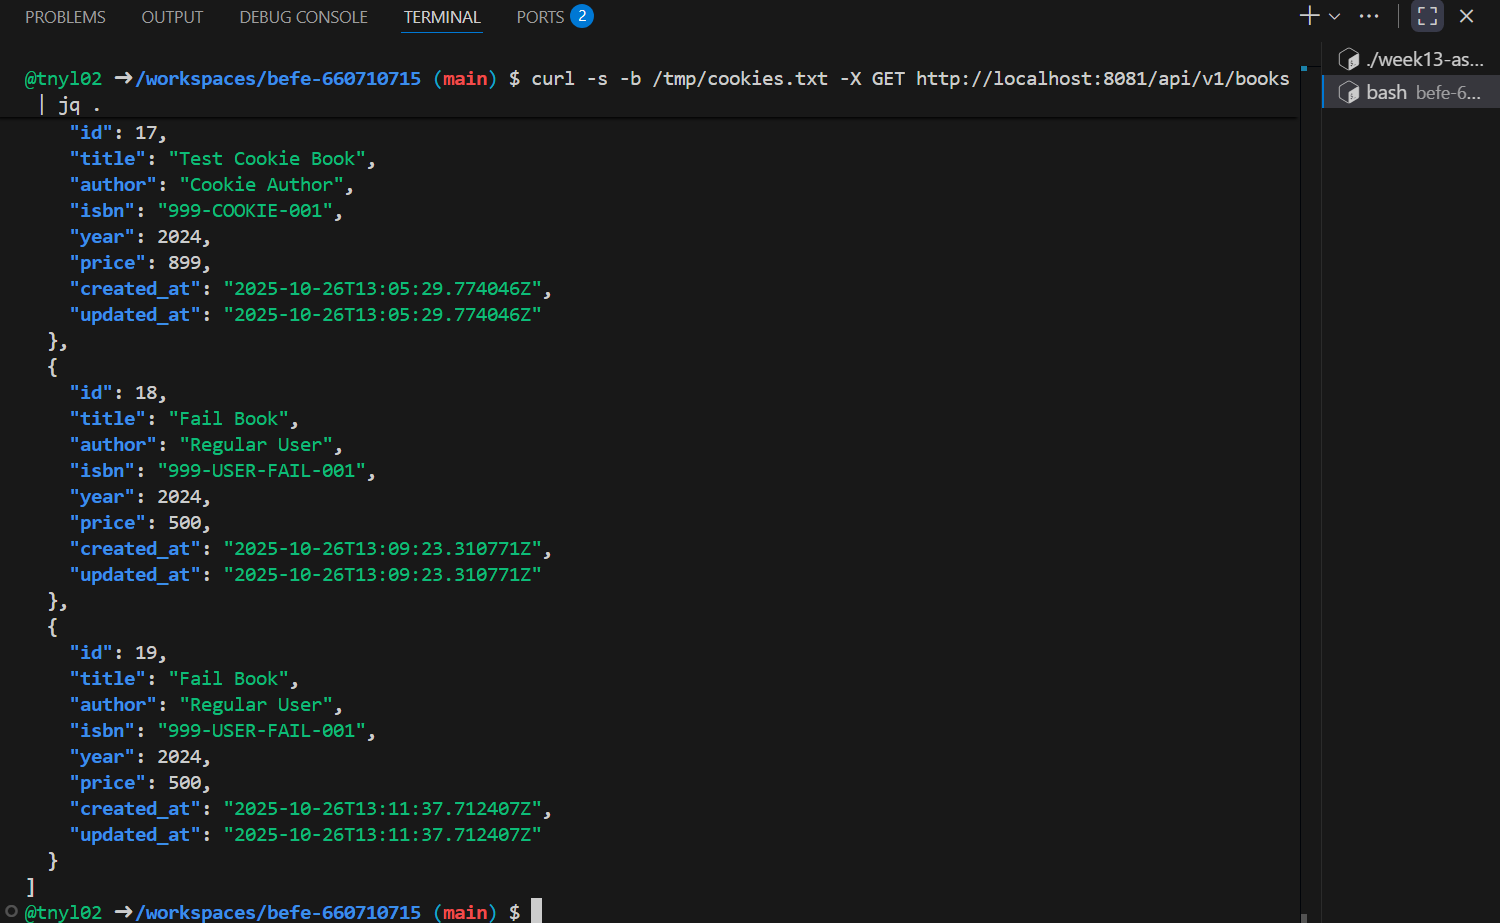 PROBLEMS OUTPUT DEBUG CONSOLE TERMINAL PORTS 2
./week13-as...
bash befe-6...
@tnyl02 ➜/workspaces/befe-660710715 (main) $ curl -s -b /tmp/cookies.txt -X GET http://localhost:8081/api/v1/books
| jq .
"id": 17,
"title": "Test Cookie Book",
"author": "Cookie Author",
"isbn": "999-COOKIE-001",
"year": 2024,
"price": 899,
"created_at": "2025-10-26T13:05:29.774046Z",
"updated_at": "2025-10-26T13:05:29.774046Z"
},
{
"id": 18,
"title": "Fail Book",
"author": "Regular User",
"isbn": "999-USER-FAIL-001",
"year": 2024,
"price": 500,
"created_at": "2025-10-26T13:09:23.310771Z",
"updated_at": "2025-10-26T13:09:23.310771Z"
},
{
"id": 19,
"title": "Fail Book",
"author": "Regular User",
"isbn": "999-USER-FAIL-001",
"year": 2024,
"price": 500,
"created_at": "2025-10-26T13:11:37.712407Z",
"updated_at": "2025-10-26T13:11:37.712407Z"
}
]
@tnyl02 ➜/workspaces/befe-660710715 (main) $